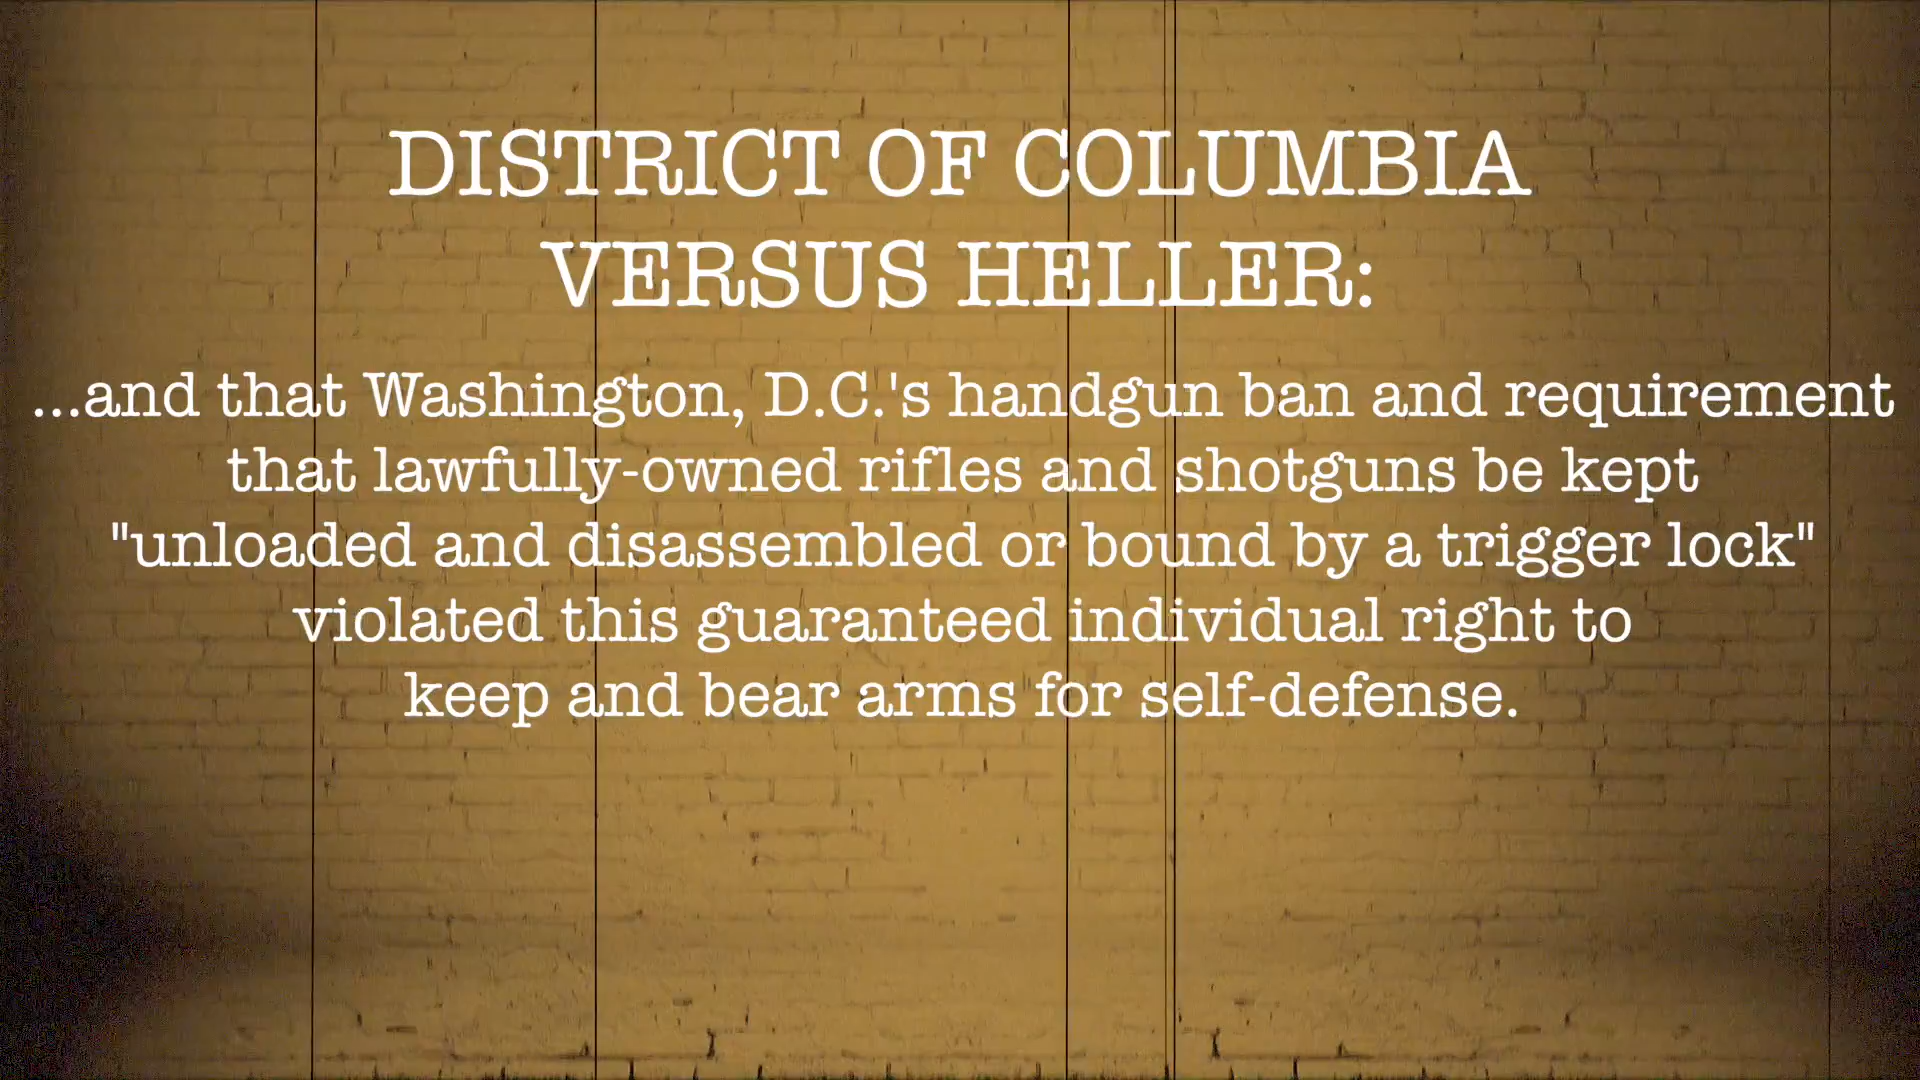 DISTRICT OF COLUMBIA
VERSUS HELLER:
...and that Washington, D.C.'s handgun ban and requirement
that lawfully-owned rifles and shotguns be kept
"unloaded and disassembled or bound by a trigger lock"
violated this guaranteed individual right to
keep and bear arms for self-defense.